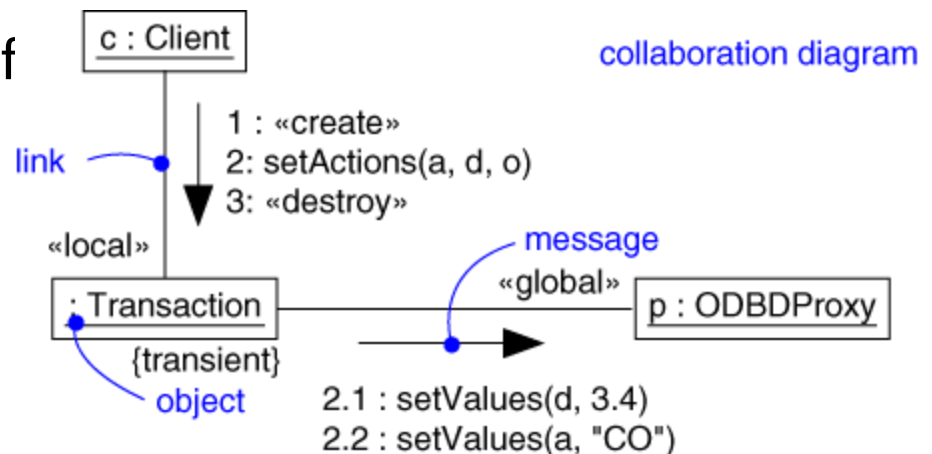 f
c : Client
collaboration diagram
1 : «create»
link
2: setActions(a, d, o)
3: «destroy»
«local»
message
«global»
: Transaction
p : ODBDProxy
{transient}
object
2.1 : setValues(d, 3.4)
2.2 : setValues(a, "CO")